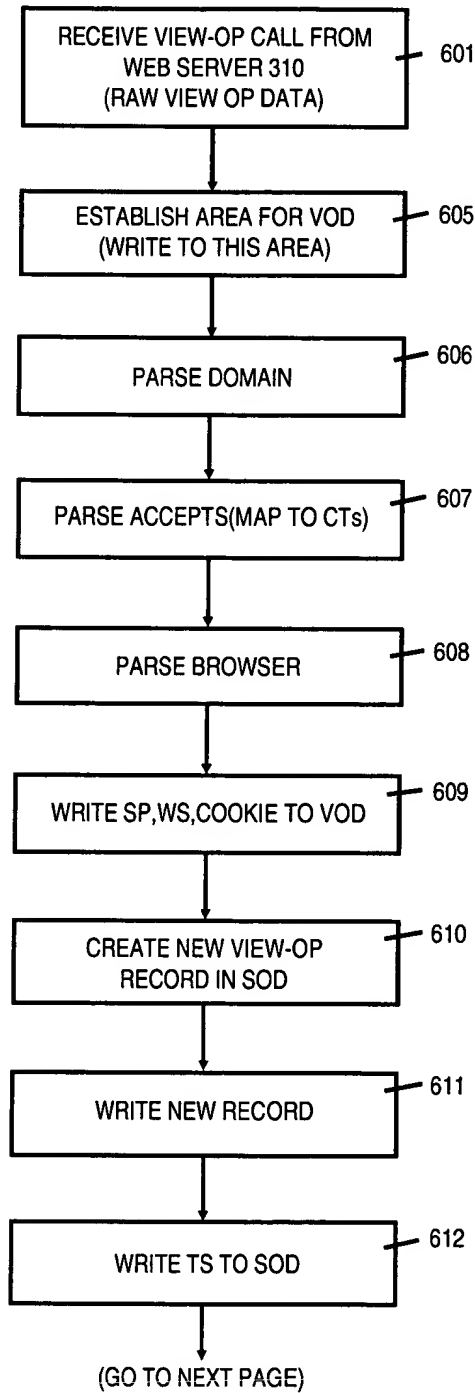 RECEIVE VIEW-OP CALL FROM
WEB SERVER 310
(RAW VIEW OP DATA)
601
ESTABLISH AREA FOR VOD
(WRITE TO THIS AREA)
605
PARSE DOMAIN
606
PARSE ACCEPTS(MAP TO CTs)
607
PARSE BROWSER
608
WRITE SP,WS,COOKIE TO VOD
609
CREATE NEW VIEW-OP
RECORD IN SOD
610
WRITE NEW RECORD
611
WRITE TS TO SOD
612
(GO TO NEXT PAGE)